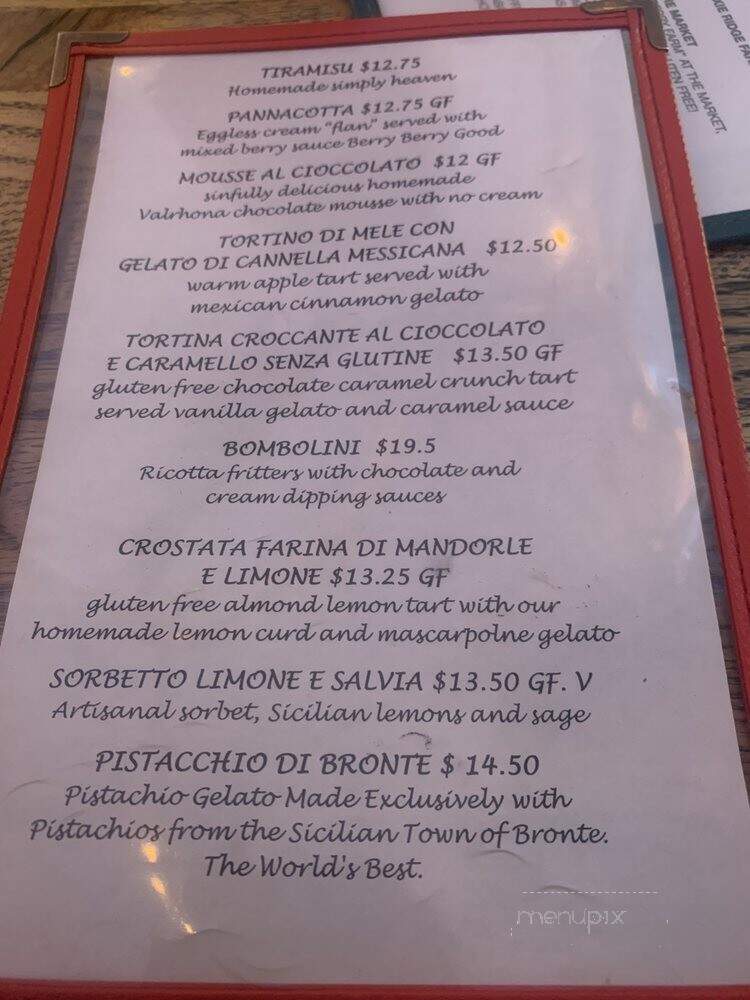 TIRAMISU $12.75
Homemade simply heaven
PANNACOTTA $12.75 GF
Eggless cream "flan" served with
mixed berry sauce Berry Berry Good
MOUSSE AL CIOCCOLATO $12 GF
sinfully delicious homemade
Valrhona chocolate mousse with no cream
TORTINO DI MELE CON
GELATO DI CANNELLA MESSICANA $12.50
warm apple tart served with
mexican cinnamon gelato
TORTINA CROCCANTE AL CIOCCOLATO
E CARAMELLO SENZA GLUTINE $13.50 GF
gluten free chocolate caramel crunch tart
served vanilla gelato and caramel sauce
BOMBOLINI $19.5
Ricotta fritters with chocolate and
cream dipping sauces
CROSTATA FARINA DI MANDORLE
E LIMONE $13.25 GF
gluten free almond lemon tart with our
homemade lemon curd and mascarpolne gelato
SORBETTO LIMONE E SALVIA $13.50 GF. V
Artisanal sorbet, Sicilian lemons and sage
PISTACCHIO DI BRONTE $ 14.50
Pistachio Gelato Made Exclusively with
Pistachios from the Sicilian Town of Bronte.
The World's Best.
menupix
MARKET
FARM" AT THE MARKET,
FREE!
RIDGE